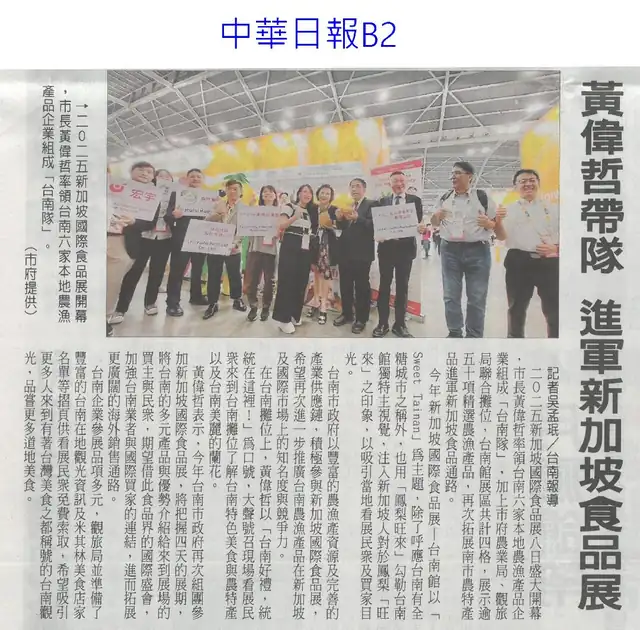 中華日報B2
黃偉哲帶隊 進軍新加坡食品展
→二〇二五新加坡國際食品展開幕
，市長黃偉哲率領台南六家本地農漁
產品企業組成「台南隊」。
（市府提供）
宏宇
記者吳孟珉／台南報導
二〇二五新加坡國際食品展八日盛大開幕
，市長黃偉哲率領台南六家本地農漁產品企
業組成「台南隊」，加上市府農業局、觀旅
局聯合攤位，台南館展區共計四格，展示逾
五十項精選農漁產品，再次拓展南市農特產
品進軍新加坡食品通路。
今年新加坡國際食品展─台南館以「
Sweet Tainan」為主題，除了呼應台南有全
糖城市之稱外，也用「鳳梨旺來」勾勒台南
館獨特主視覺，注入新加坡人對於鳳梨「旺
來」之印象，以吸引當地看展民衆及買家目
光。
台南市政府以豐富的農漁產資源及完善的
產業供應鏈，積極參與新加坡國際食品展，
希望再次進一步推廣台南農漁產品在新加坡
及國際市場上的知名度與競爭力。
在台南攤位上，黃偉哲以「台南好禮，統
統在這裡！」為口號，大聲號召現場看展民
衆來到台南攤位了解台南特色美食與農特產
以及台南美麗的蘭花。
黃偉哲表示，今年台南市政府再次組團參
加新加坡國際食品展，將把握四天的展期，
將台南的多元產品與優勢介紹給來到展場的
買主與民衆，期望借此食品界的國際盛會，
加強台南業者與國際買家的連結，進而拓展
更廣闊的海外銷售通路。
台南企業參展品項多元，觀旅局並準備了
豐富的台南在地觀光資訊及米其林美食店家
名單等摺頁供看展民衆免費索取，希望吸引
更多人來到有著台灣美食之都稱號的台南觀
光，品嘗更多道地美食。